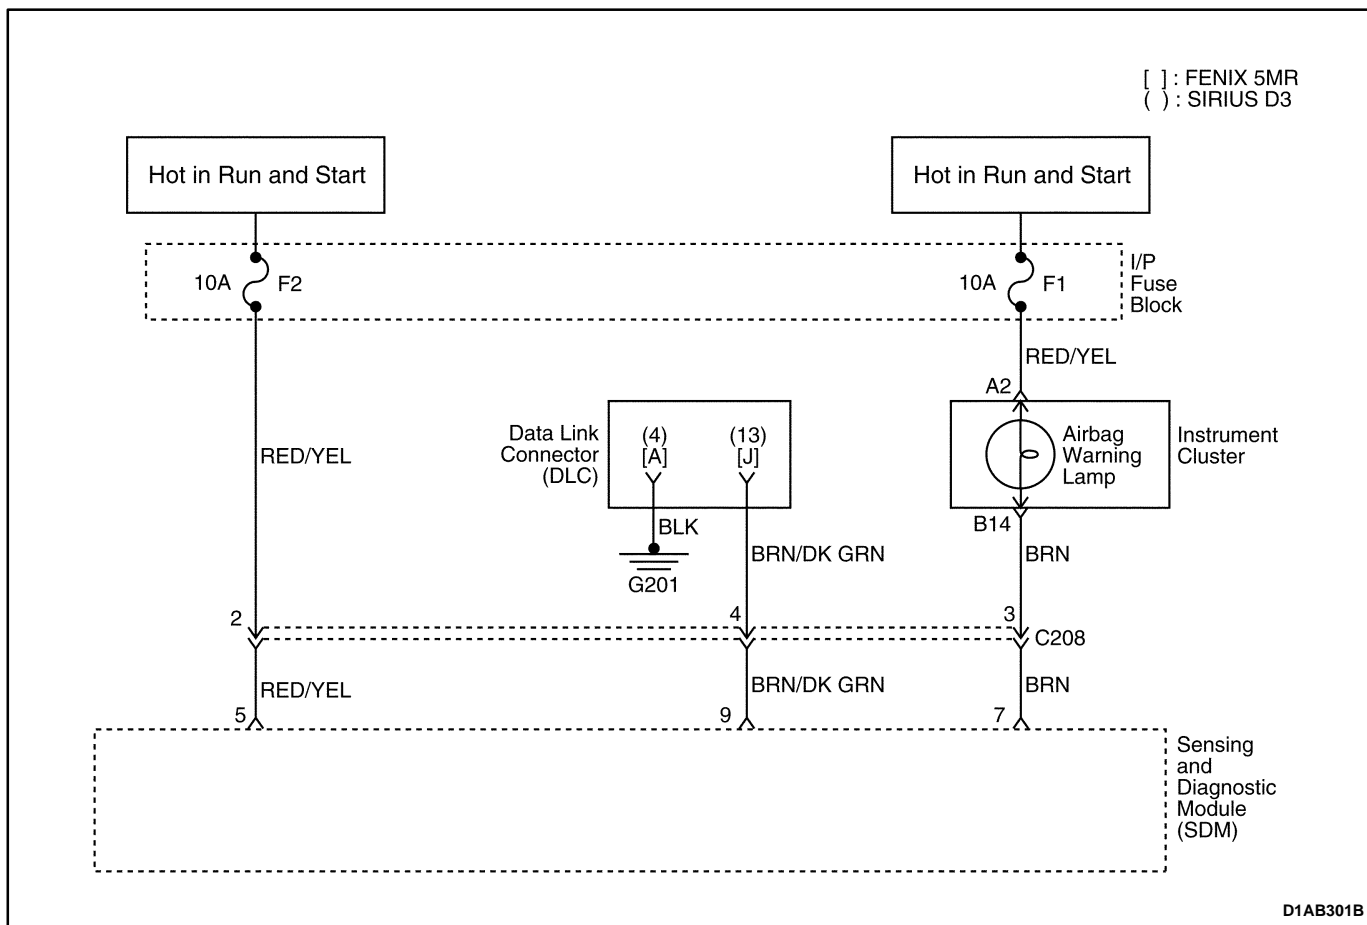 [ ] : FENIX 5MR
( ) : SIRIUS D3
Hot in Run and Start
Hot in Run and Start
10A
F2
10A
F1
I/P
Fuse
Block
RED/YEL
A2
Data Link
Connector
(DLC)
(4)
[A]
(13)
[J]
Airbag
Warning
Lamp
Instrument
Cluster
RED/YEL
BLK
G201
B14
BRN/DK GRN
BRN
2
4
3
C208
RED/YEL
BRN/DK GRN
BRN
5
9
7
Sensing
and
Diagnostic
Module
(SDM)
D1AB301B